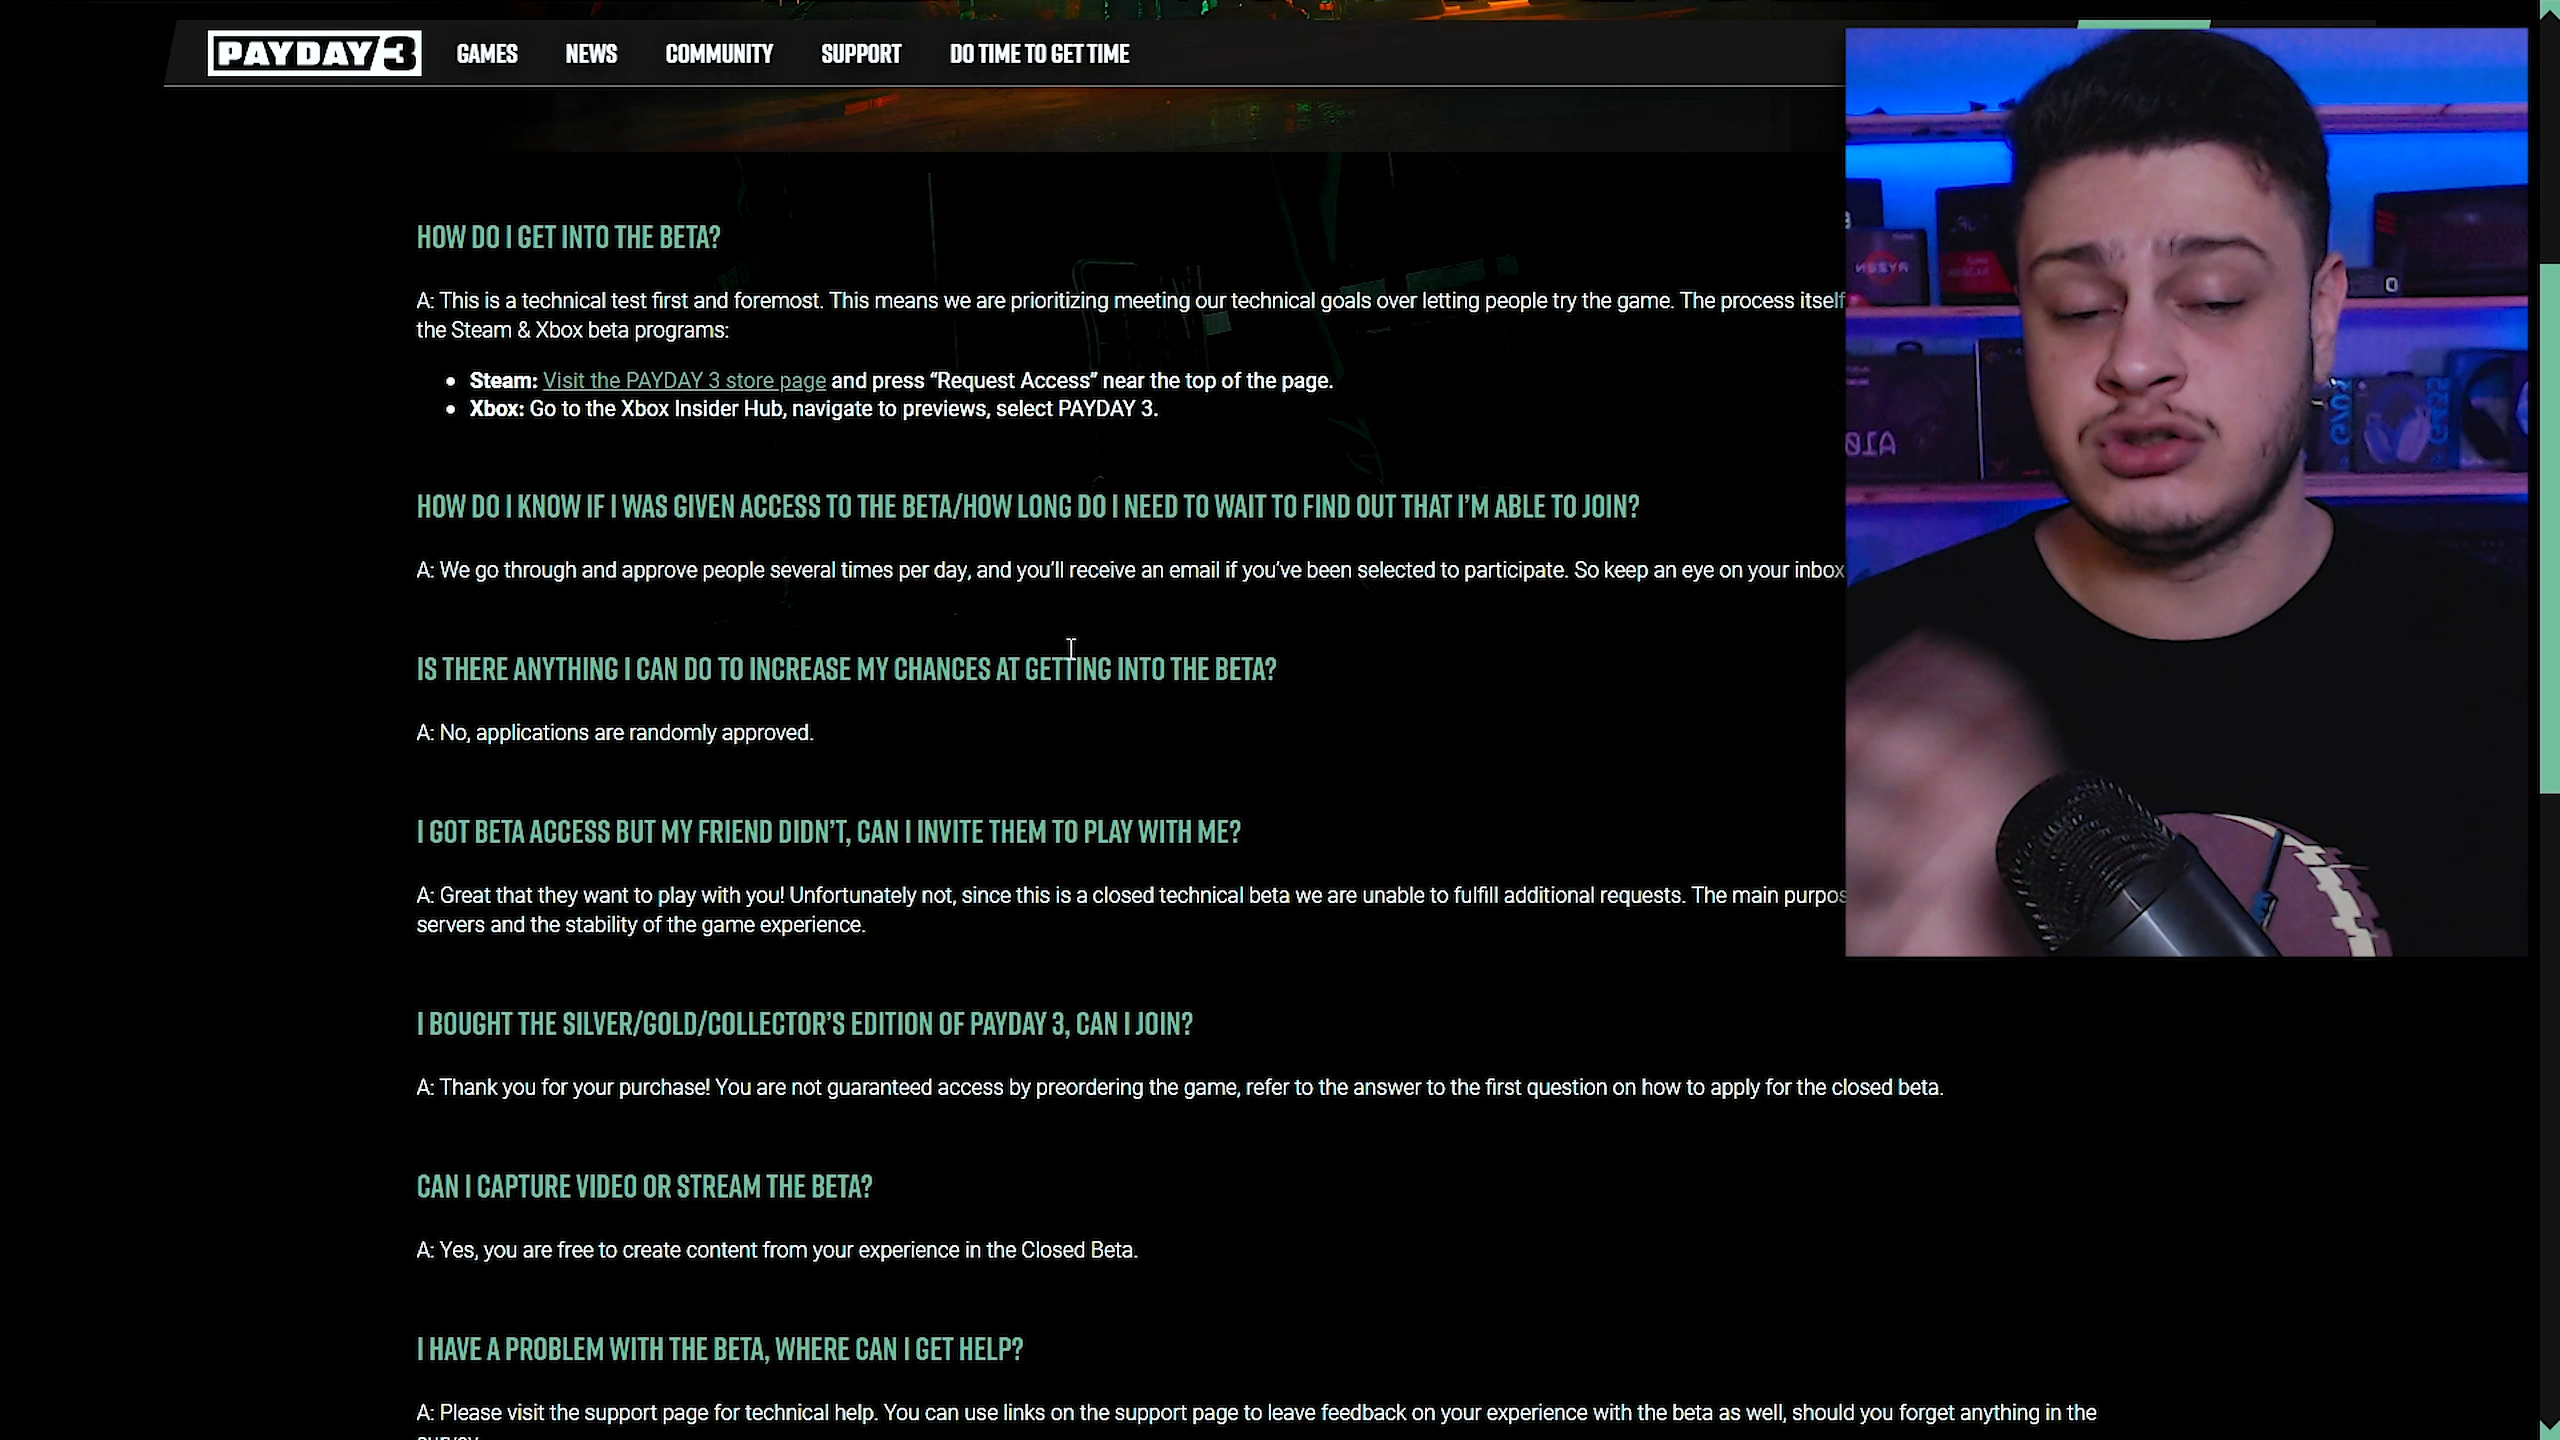 PAYDAY 3 GAMES NEWS COMMUNITY SUPPORT DO TIME TO GET TIME
HOW DO I GET INTO THE BETA?
A: This is a technical test first and foremost. This means we are prioritizing meeting our technical goals over letting people try the game. The process itself
the Steam & Xbox beta programs:
• Steam: Visit the PAYDAY 3 store page and press “Request Access” near the top of the page.
• Xbox: Go to the Xbox Insider Hub, navigate to previews, select PAYDAY 3.
HOW DO I KNOW IF I WAS GIVEN ACCESS TO THE BETA/HOW LONG DO I NEED TO WAIT TO FIND OUT THAT I’M ABLE TO JOIN?
A: We go through and approve people several times per day, and you’ll receive an email if you’ve been selected to participate. So keep an eye on your inbox
IS THERE ANYTHING I CAN DO TO INCREASE MY CHANCES AT GETTING INTO THE BETA?
A: No, applications are randomly approved.
I GOT BETA ACCESS BUT MY FRIEND DIDN’T, CAN I INVITE THEM TO PLAY WITH ME?
A: Great that they want to play with you! Unfortunately not, since this is a closed technical beta we are unable to fulfill additional requests. The main purpos
servers and the stability of the game experience.
I BOUGHT THE SILVER/GOLD/COLLECTOR’S EDITION OF PAYDAY 3, CAN I JOIN?
A: Thank you for your purchase! You are not guaranteed access by preordering the game, refer to the answer to the first question on how to apply for the closed beta.
CAN I CAPTURE VIDEO OR STREAM THE BETA?
A: Yes, you are free to create content from your experience in the Closed Beta.
I HAVE A PROBLEM WITH THE BETA, WHERE CAN I GET HELP?
A: Please visit the support page for technical help. You can use links on the support page to leave feedback on your experience with the beta as well, should you forget anything in the
RYZEN
A10